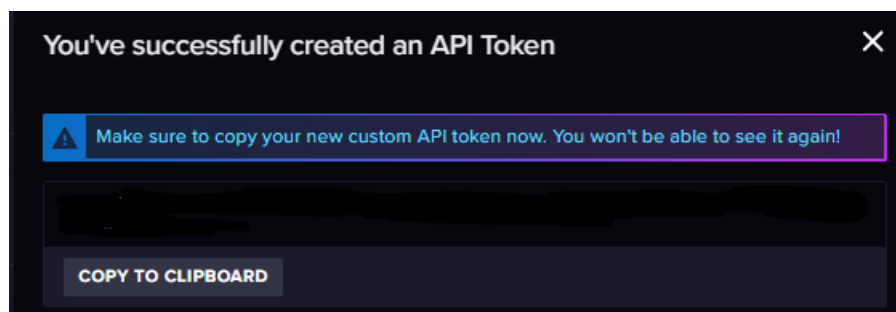 You've successfully created an API Token
Make sure to copy your new custom API token now. You won't be able to see it again!
COPY TO CLIPBOARD